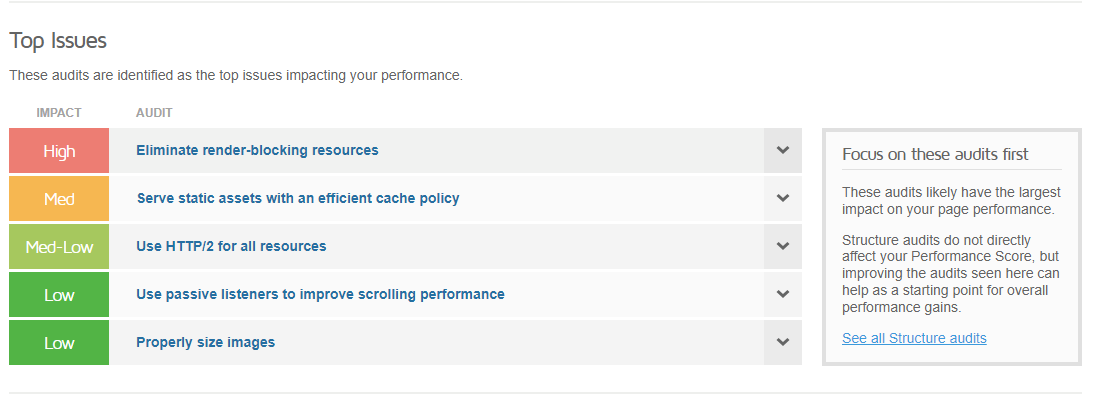 Top Issues
These audits are identified as the top issues impacting your performance.
IMPACT AUDIT
High Eliminate render-blocking resources
Med Serve static assets with an efficient cache policy
Med-Low Use HTTP/2 for all resources
Low Use passive listeners to improve scrolling performance
Low Properly size images
Focus on these audits first
These audits likely have the largest
impact on your page performance.
Structure audits do not directly
affect your Performance Score, but
improving the audits seen here can
help as a starting point for overall
performance gains.
See all Structure audits